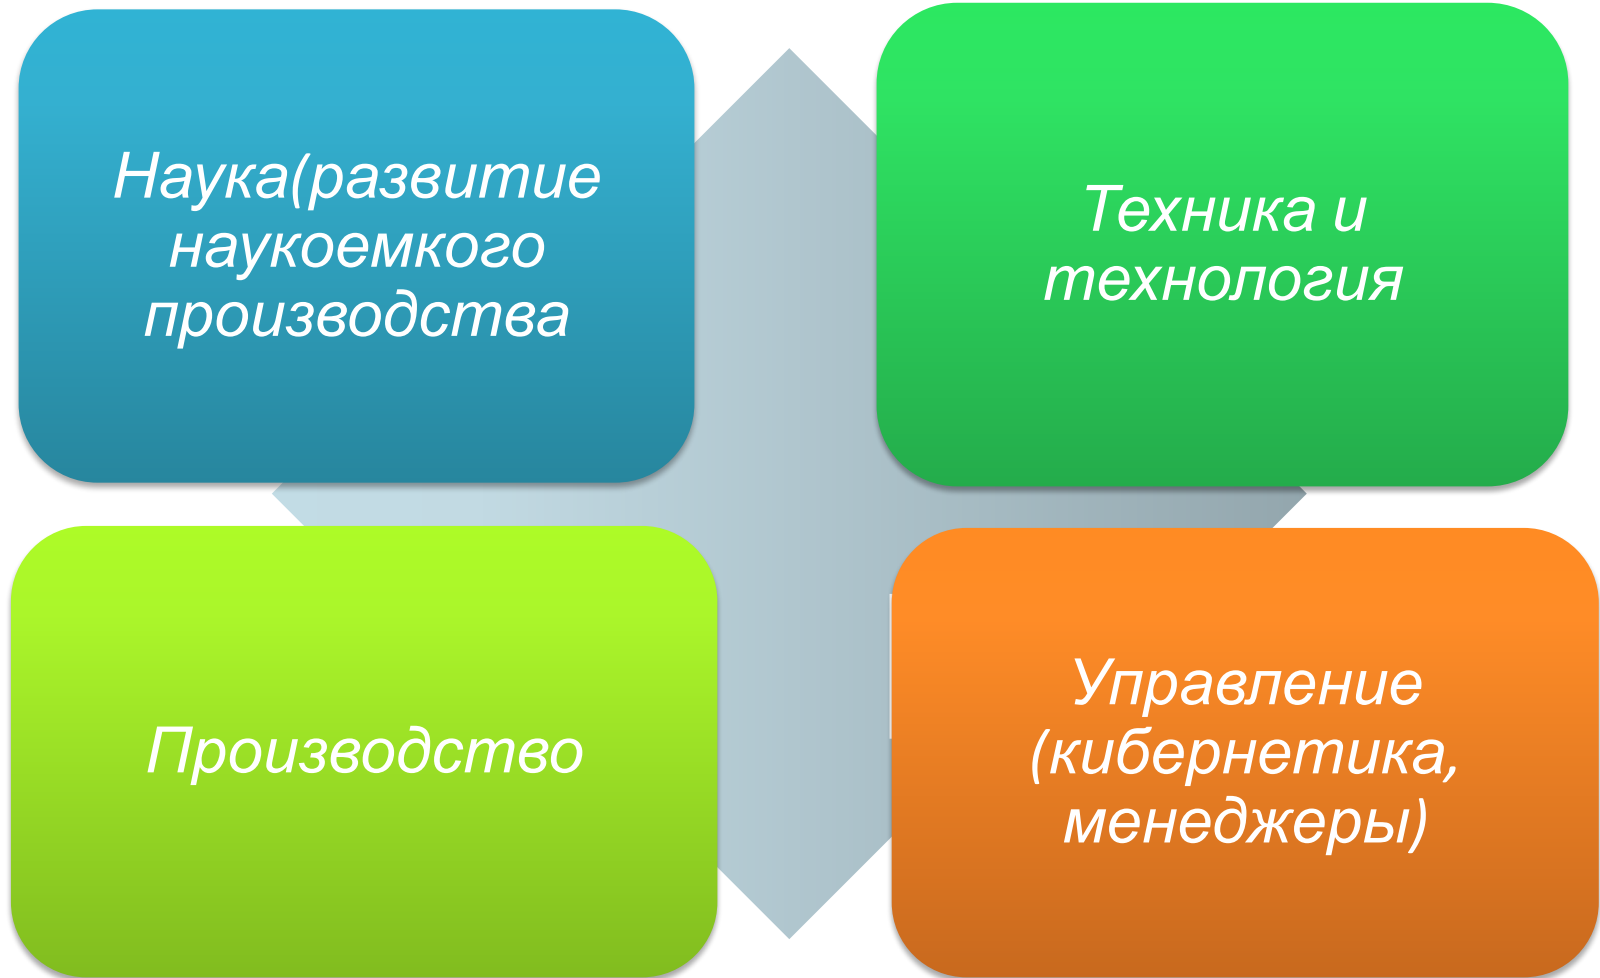 Наука(развитие
наукоемкого
производства
Техника и
технология
Производство
Управление
(кибернетика,
менеджеры)